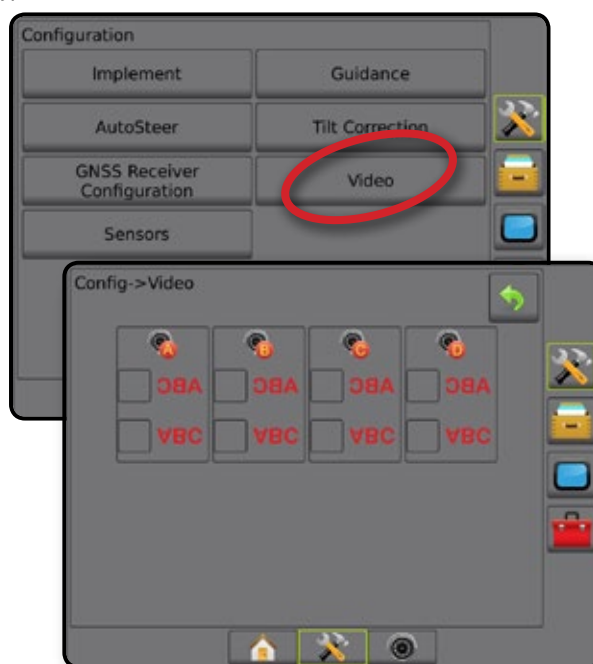 Configuration
Implement
Guidance
AutoSteer
Tilt Correction
GNSS Receiver
Configuration
Video
Sensors
Config->Video
A B C D
ABC ABC ABC ABC
ABC ABC ABC ABC